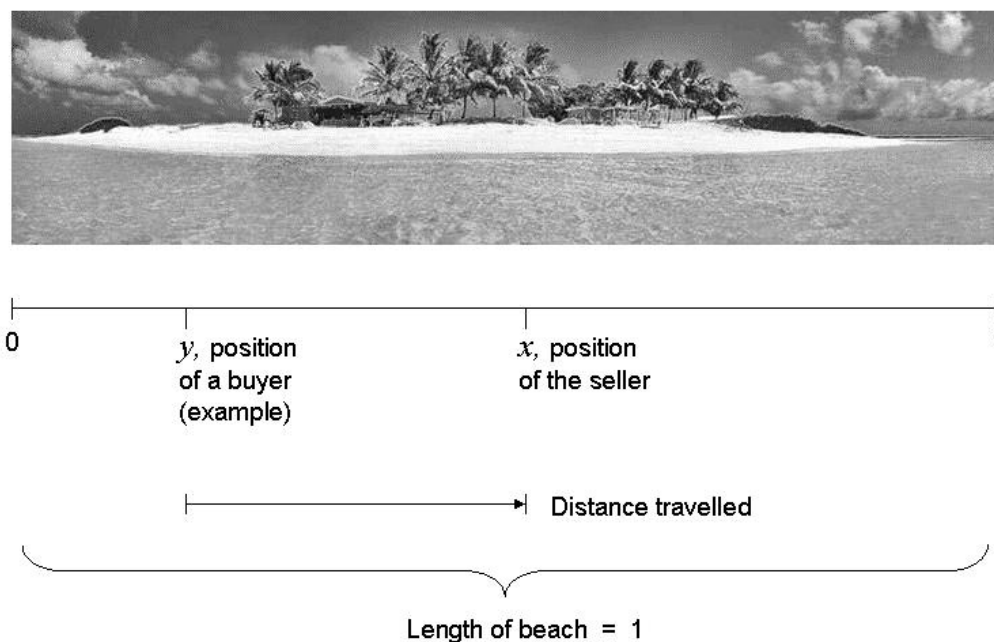 0
y, position
of a buyer
(example)
x, position
of the seller
Distance travelled
Length of beach = 1